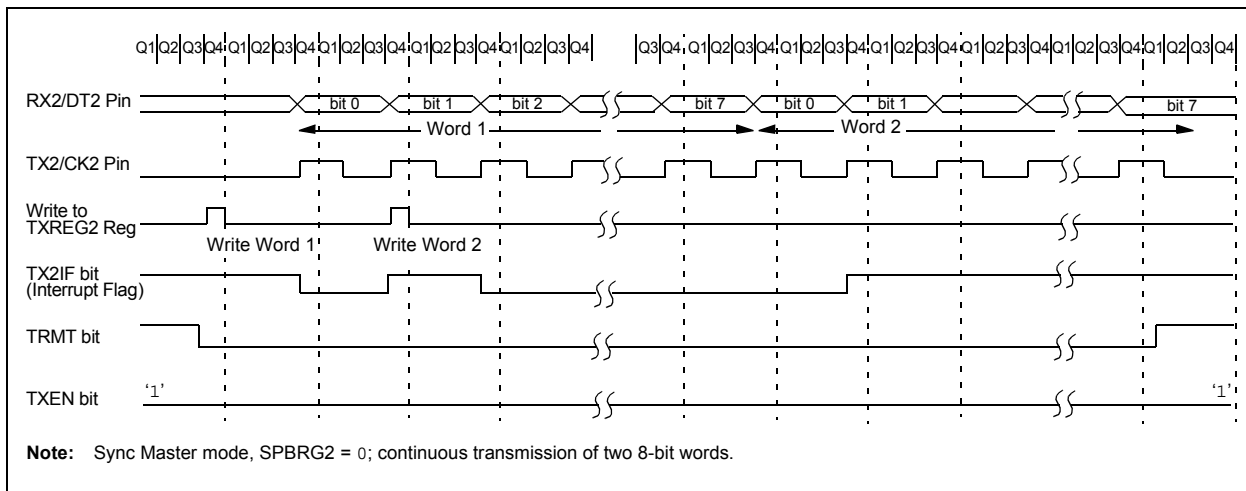 Q1 Q2 Q3 Q4 Q1 Q2 Q3 Q4 Q1 Q2 Q3 Q4 Q1 Q2 Q3 Q4 Q1 Q2 Q3 Q4 Q3 Q4 Q1 Q2 Q3 Q4 Q1 Q2 Q3 Q4 Q1 Q2 Q3 Q4 Q1 Q2 Q3 Q4 Q1 Q2 Q3 Q4 Q1 Q2 Q3 Q4
RX2/DT2 Pin bit 0 bit 1 bit 2 bit 7 bit 0 bit 1 bit 7
Word 1 Word 2
TX2/CK2 Pin
Write to
TXREG2 Reg
Write Word 1 Write Word 2
TX2IF bit
(Interrupt Flag)
TRMT bit
TXEN bit '1' '1'
Note: Sync Master mode, SPBRG2 = 0; continuous transmission of two 8-bit words.